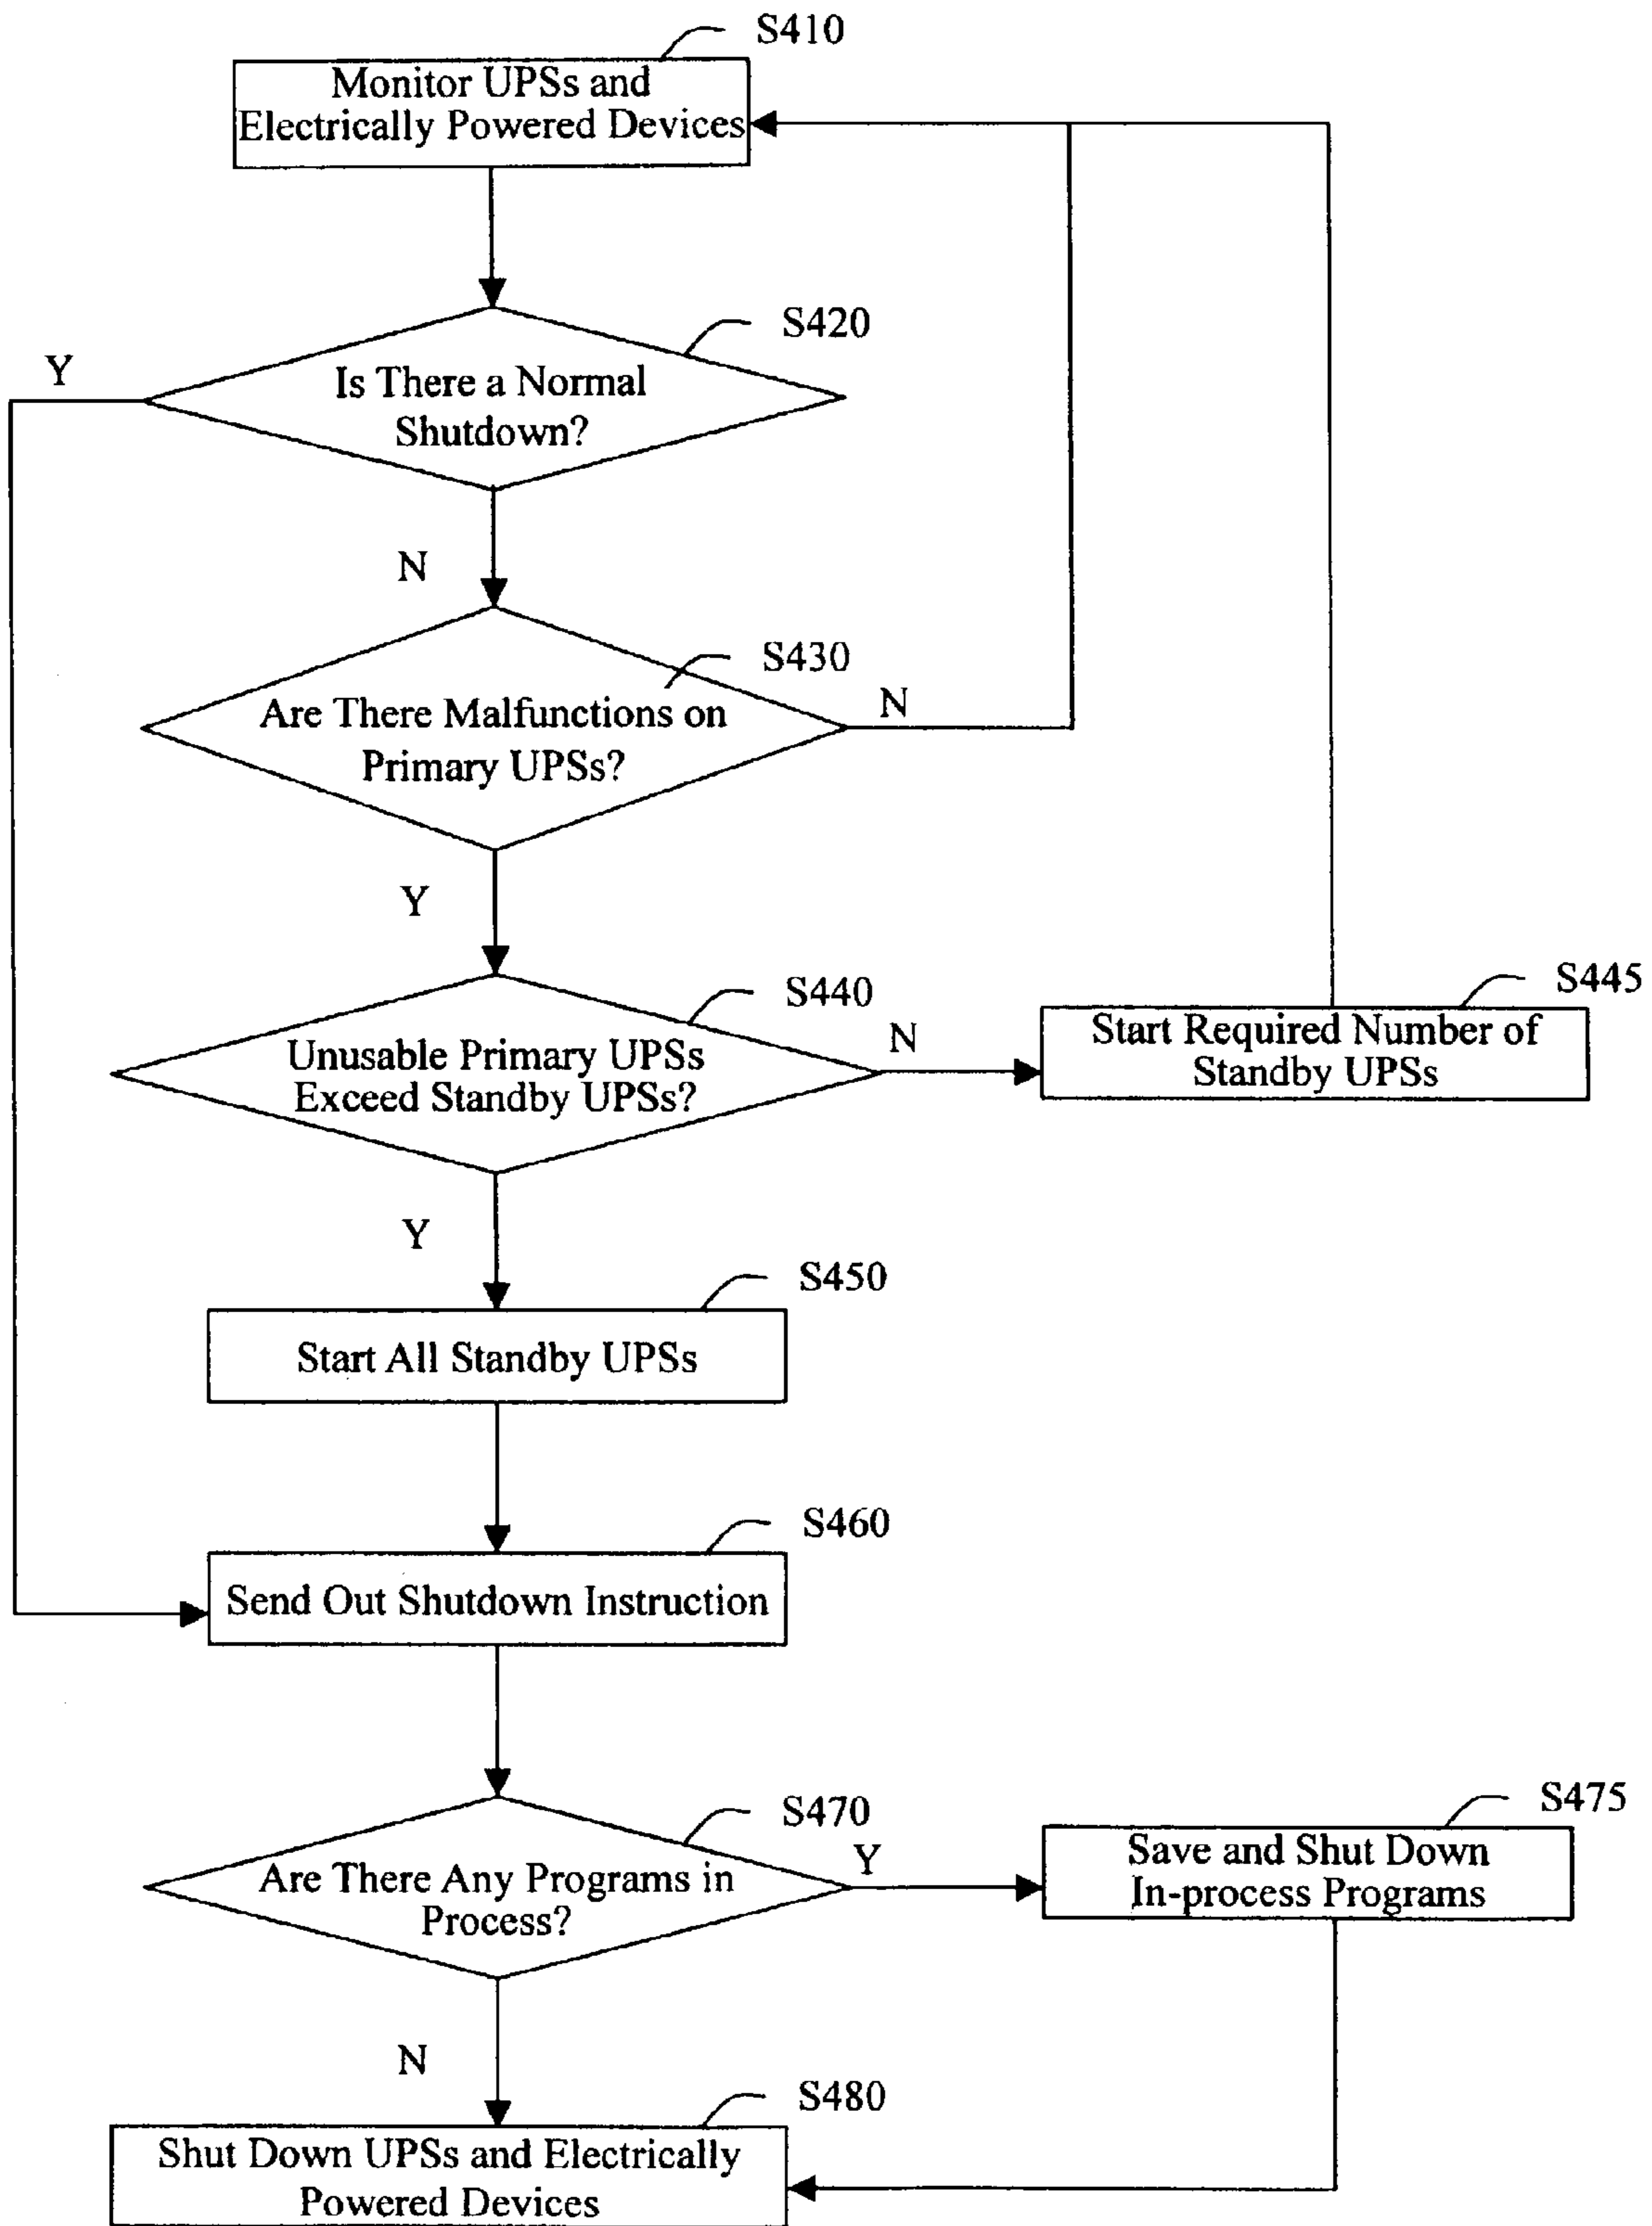 S410
Monitor UPSs and
Electrically Powered Devices
S420
Y
Is There a Normal
Shutdown?
N
S430
Are There Malfunctions on
Primary UPSs?
N
Y
S440
Unusable Primary UPSs
Exceed Standby UPSs?
N
S445
Start Required Number of
Standby UPSs
Y
S450
Start All Standby UPSs
S460
Send Out Shutdown Instruction
S470
Are There Any Programs in
Process?
Y
S475
Save and Shut Down
In-process Programs
N
S480
Shut Down UPSs and Electrically
Powered Devices